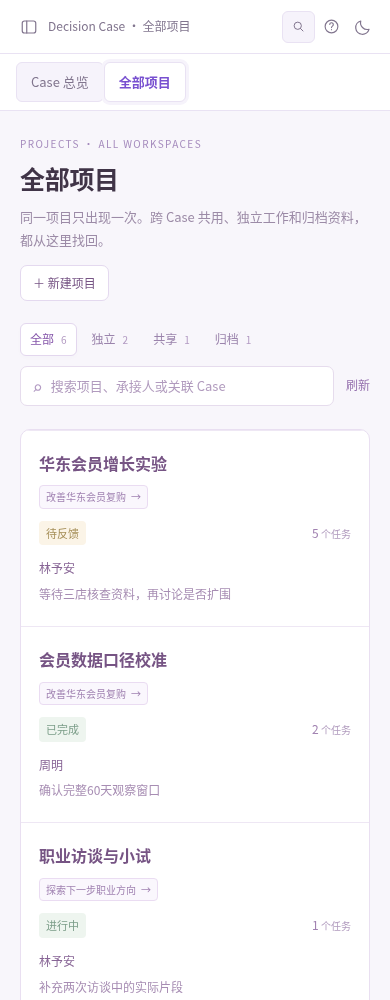 Decision Case • 全部项目
Case 总览
全部项目
PROJECTS · ALL WORKSPACES
全部项目
同一项目只出现一次。跨 Case 共用、独立工作和归档资料，
都从这里找回。
+ 新建项目
全部 6 独立 2 共享 1 归档 1
搜索项目、承接人或关联 Case
刷新
华东会员增长实验
改善华东会员复购 →
待反馈
5 个任务
林予安
等待三店核查资料，再讨论是否扩围
会员数据口径校准
改善华东会员复购 →
已完成
2 个任务
周明
确认完整60天观察窗口
职业访谈与小试
探索下一步职业方向 →
进行中
1 个任务
林予安
补充两次访谈中的实际片段